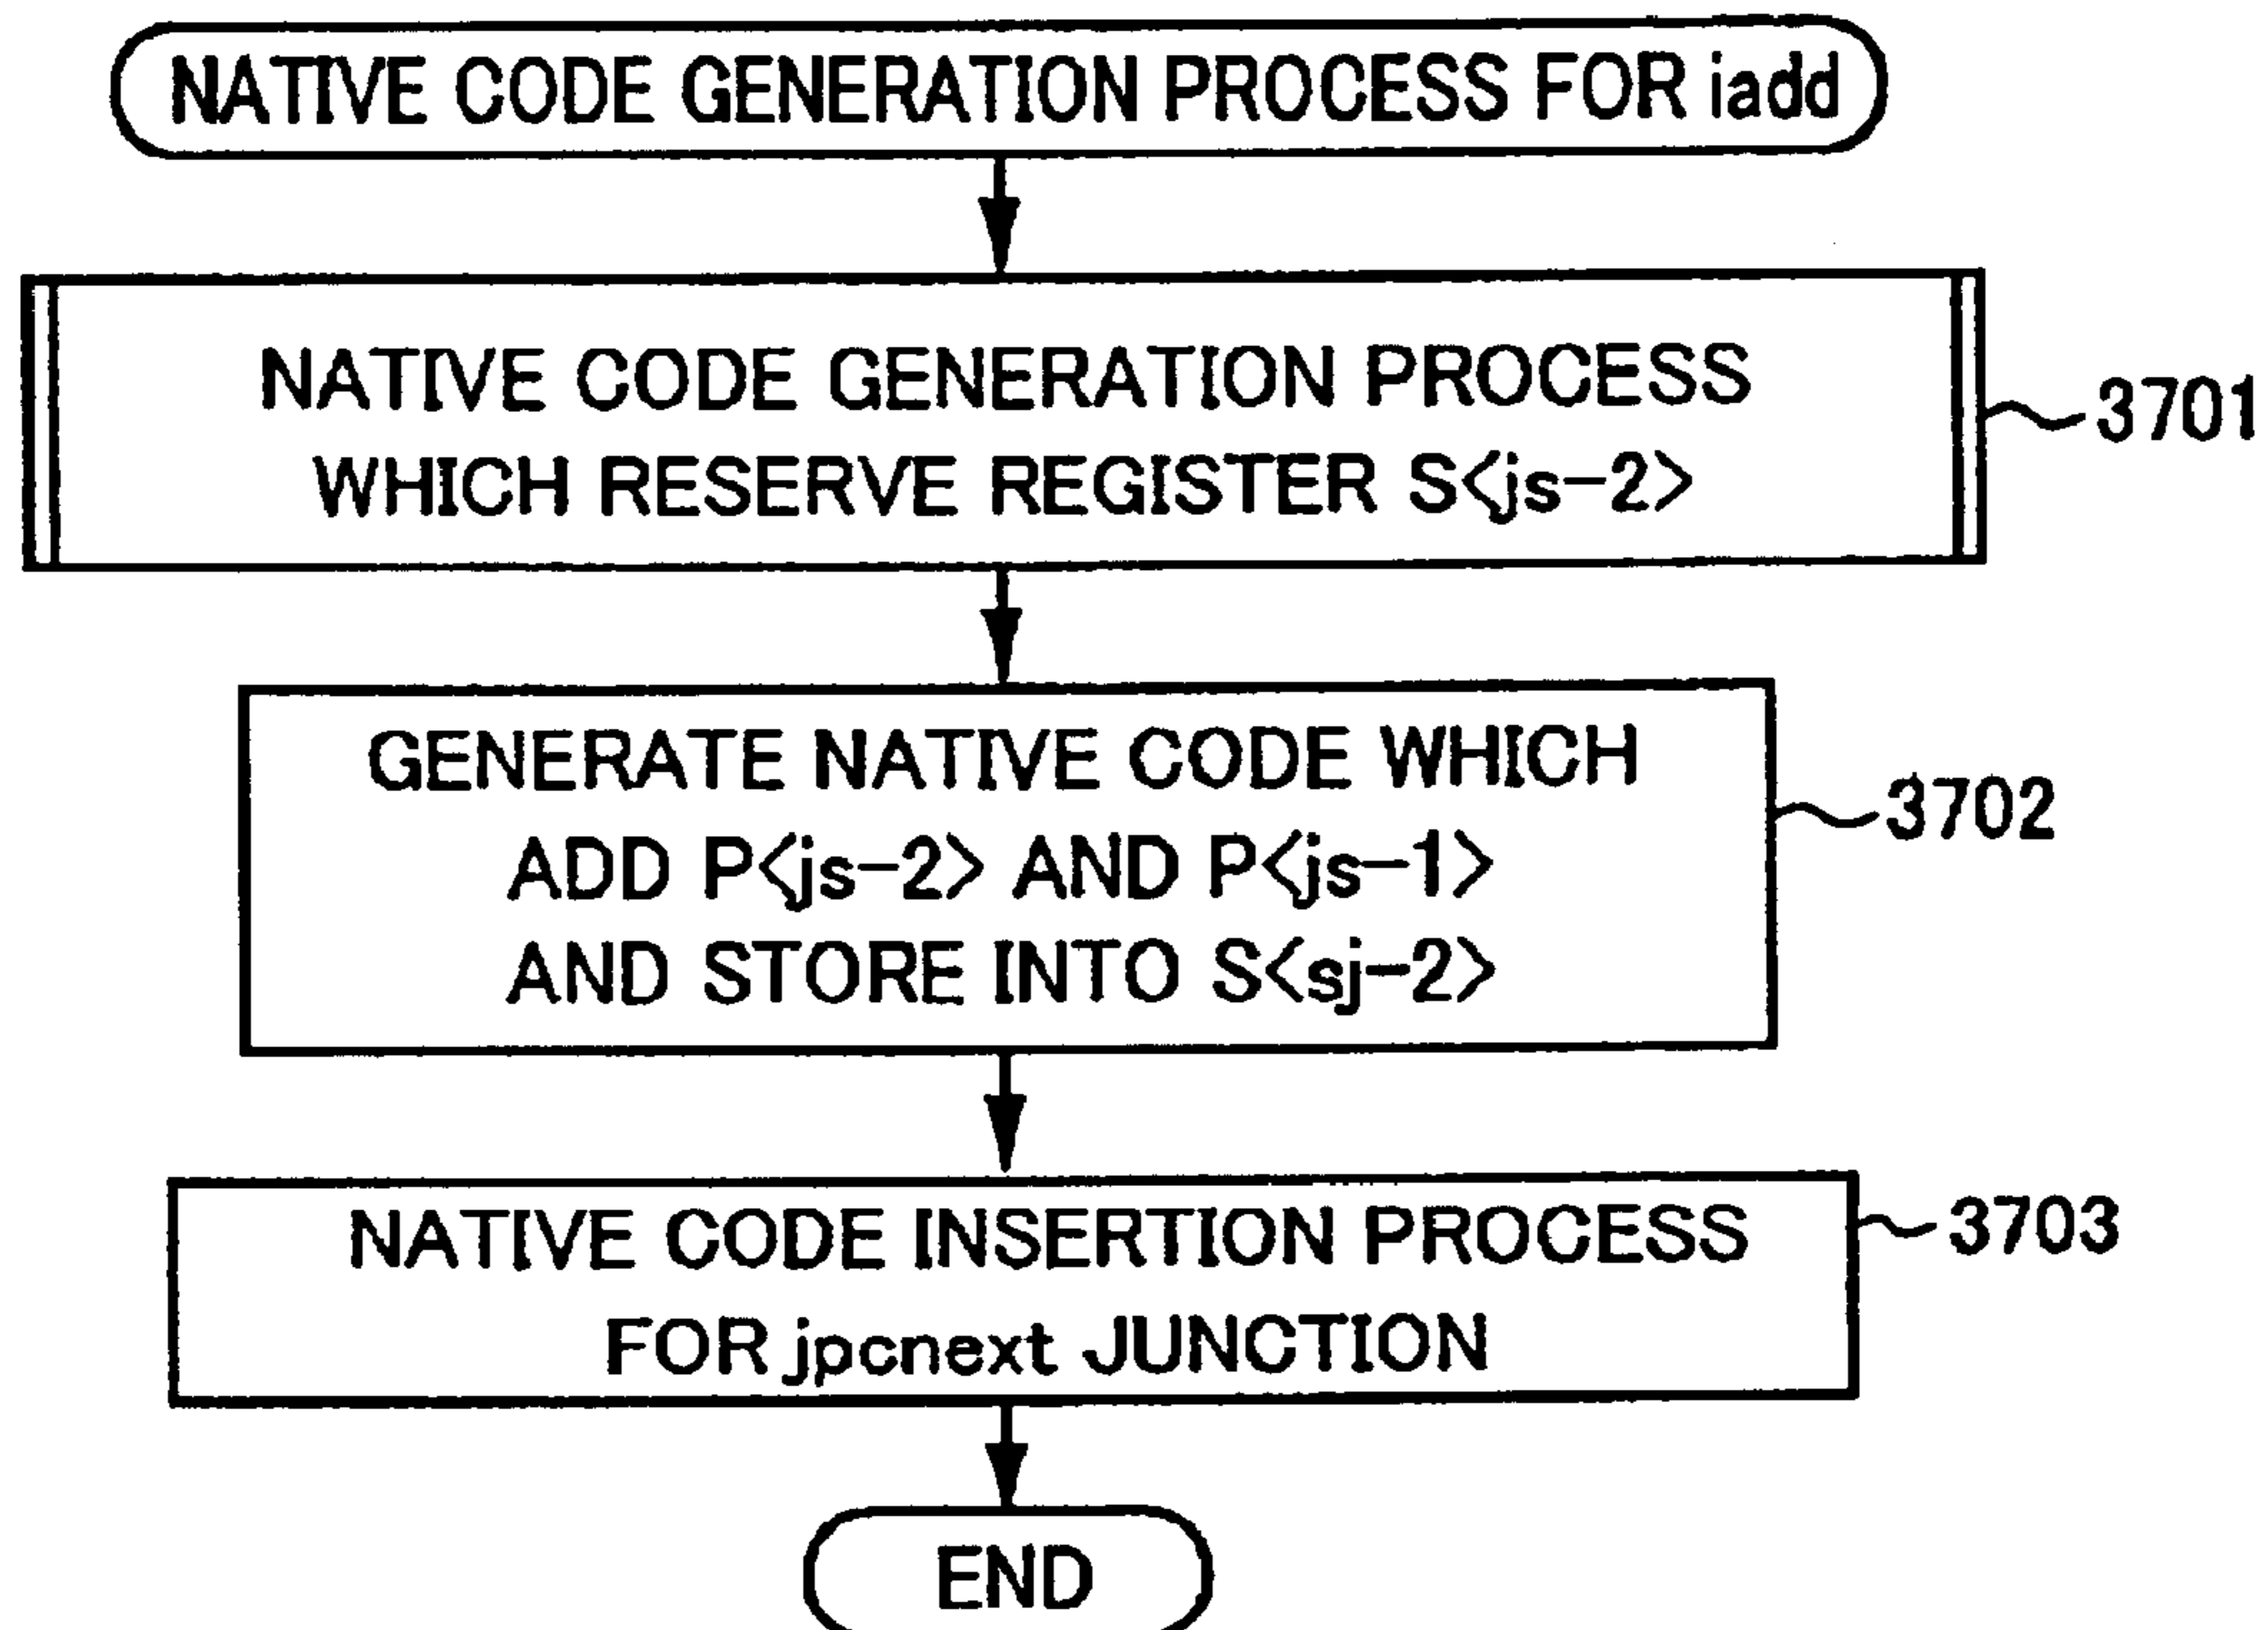 NATIVE CODE GENERATION PROCESS FOR iadd
NATIVE CODE GENERATION PROCESS
WHICH RESERVE REGISTER S<js-2>
3701
GENERATE NATIVE CODE WHICH
ADD P<js-2> AND P<js-1>
AND STORE INTO S<sj-2>
3702
NATIVE CODE INSERTION PROCESS
FOR jpcnext JUNCTION
3703
END